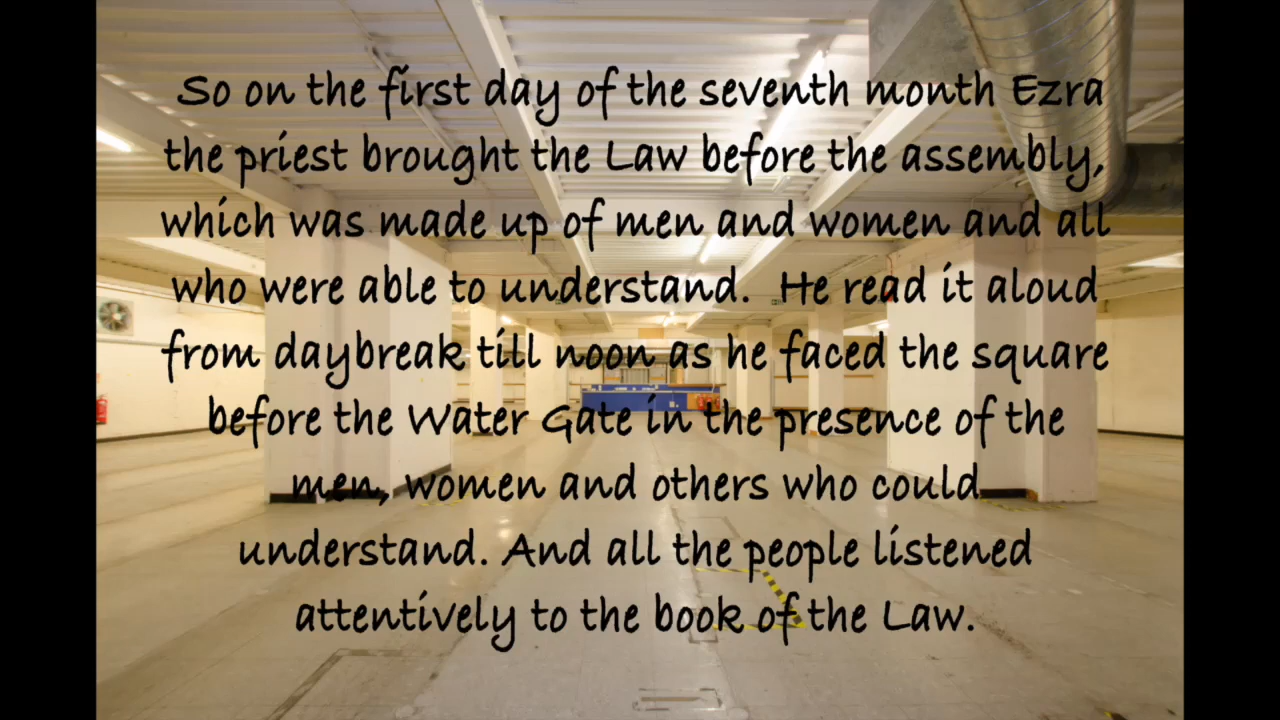 So on the first day of the seventh month Ezra
the priest brought the Law before the assembly,
which was made up of men and women and all
who were able to understand.  He read it aloud
from daybreak till noon as he faced the square
before the Water Gate in the presence of the
men, women and others who could
understand. And all the people listened
attentively to the book of the Law.